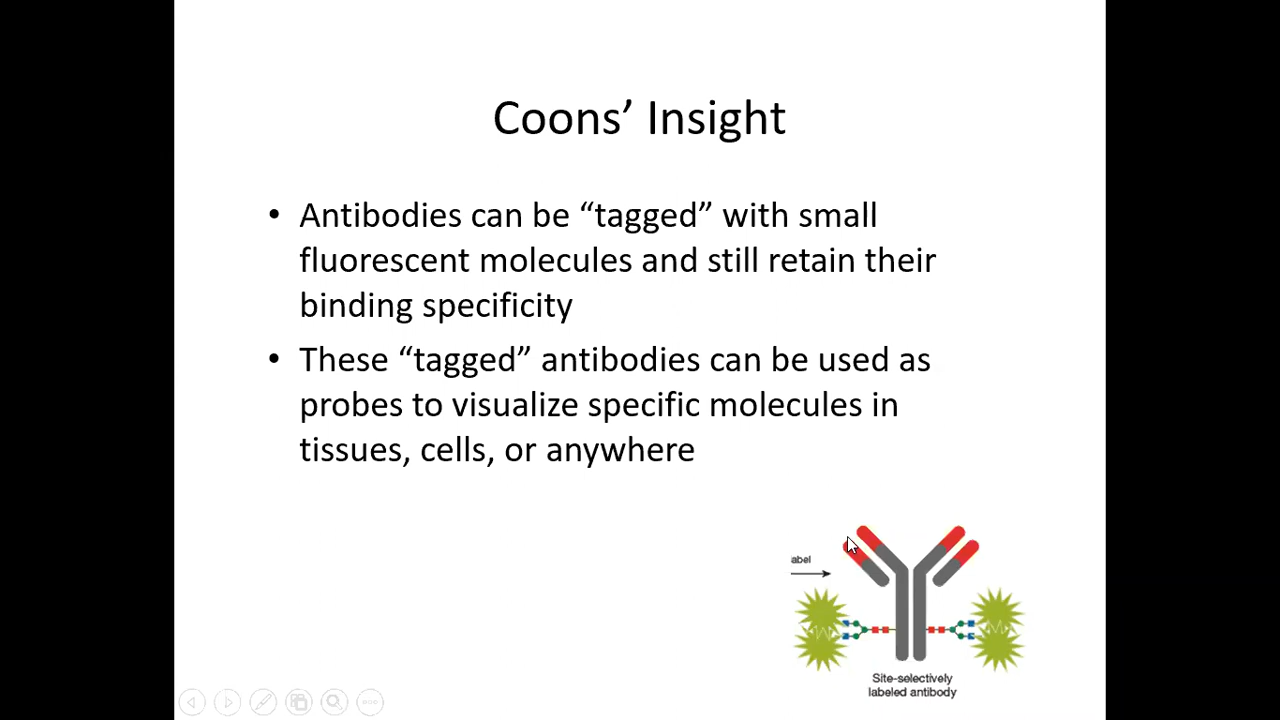 Coons’ Insight
• Antibodies can be “tagged” with small
fluorescent molecules and still retain their
binding specificity
• These “tagged” antibodies can be used as
probes to visualize specific molecules in
tissues, cells, or anywhere
Site-selectively
labeled antibody